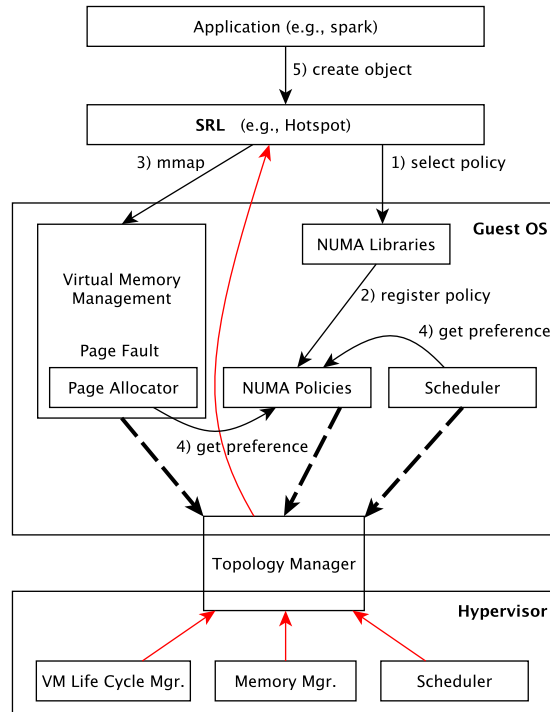 Application (e.g., spark)
5) create object
SRL (e.g., Hotspot)
3) mmap
1) select policy
Guest OS
NUMA Libraries
Virtual Memory
Management
2) register policy
4) get preference
Page Fault
Page Allocator
NUMA Policies
Scheduler
4) get preference
Topology Manager
Hypervisor
VM Life Cycle Mgr.
Memory Mgr.
Scheduler